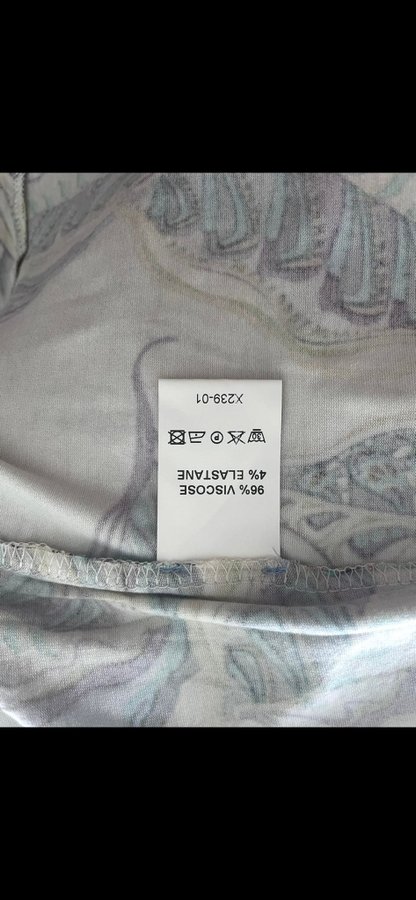 96% VISCOSE
4% ELASTANE
X239-01